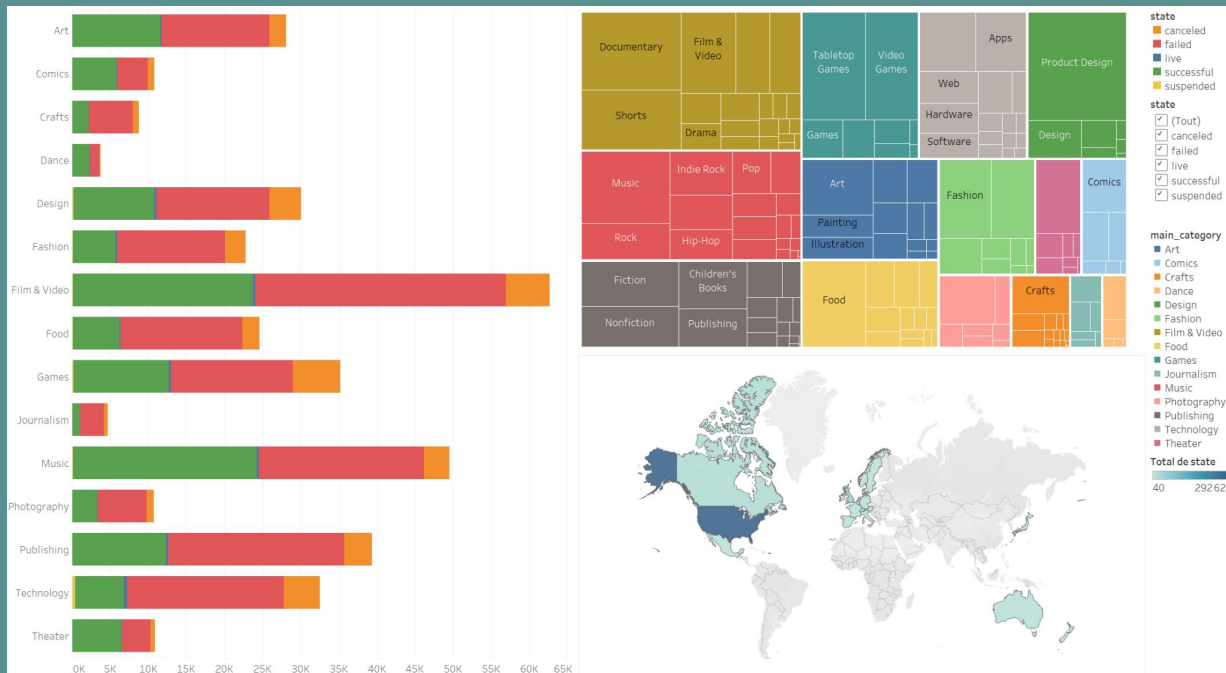 Art
Comics
Crafts
Dance
Design
Fashion
Film & Video
Food
Games
Journalism
Music
Photography
Publishing
Technology
Theater
0K 5K 10K 15K 20K 25K 30K 35K 40K 45K 50K 55K 60K 65K
Documentary
Film &
Video
Shorts
Drama
Tabletop
Games
Video
Games
Games
Apps
Web
Hardware
Software
Product Design
Design
Music
Indie Rock
Pop
Rock
Hip-Hop
Art
Painting
Illustration
Fashion
Comics
Fiction
Children's
Books
Nonfiction
Publishing
Food
Crafts
state
canceled
failed
live
successful
suspended
state
(Tout)
canceled
failed
live
successful
suspended
main_category
Art
Comics
Crafts
Dance
Design
Fashion
Film & Video
Food
Games
Journalism
Music
Photography
Publishing
Technology
Theater
Total de state
40 292 62